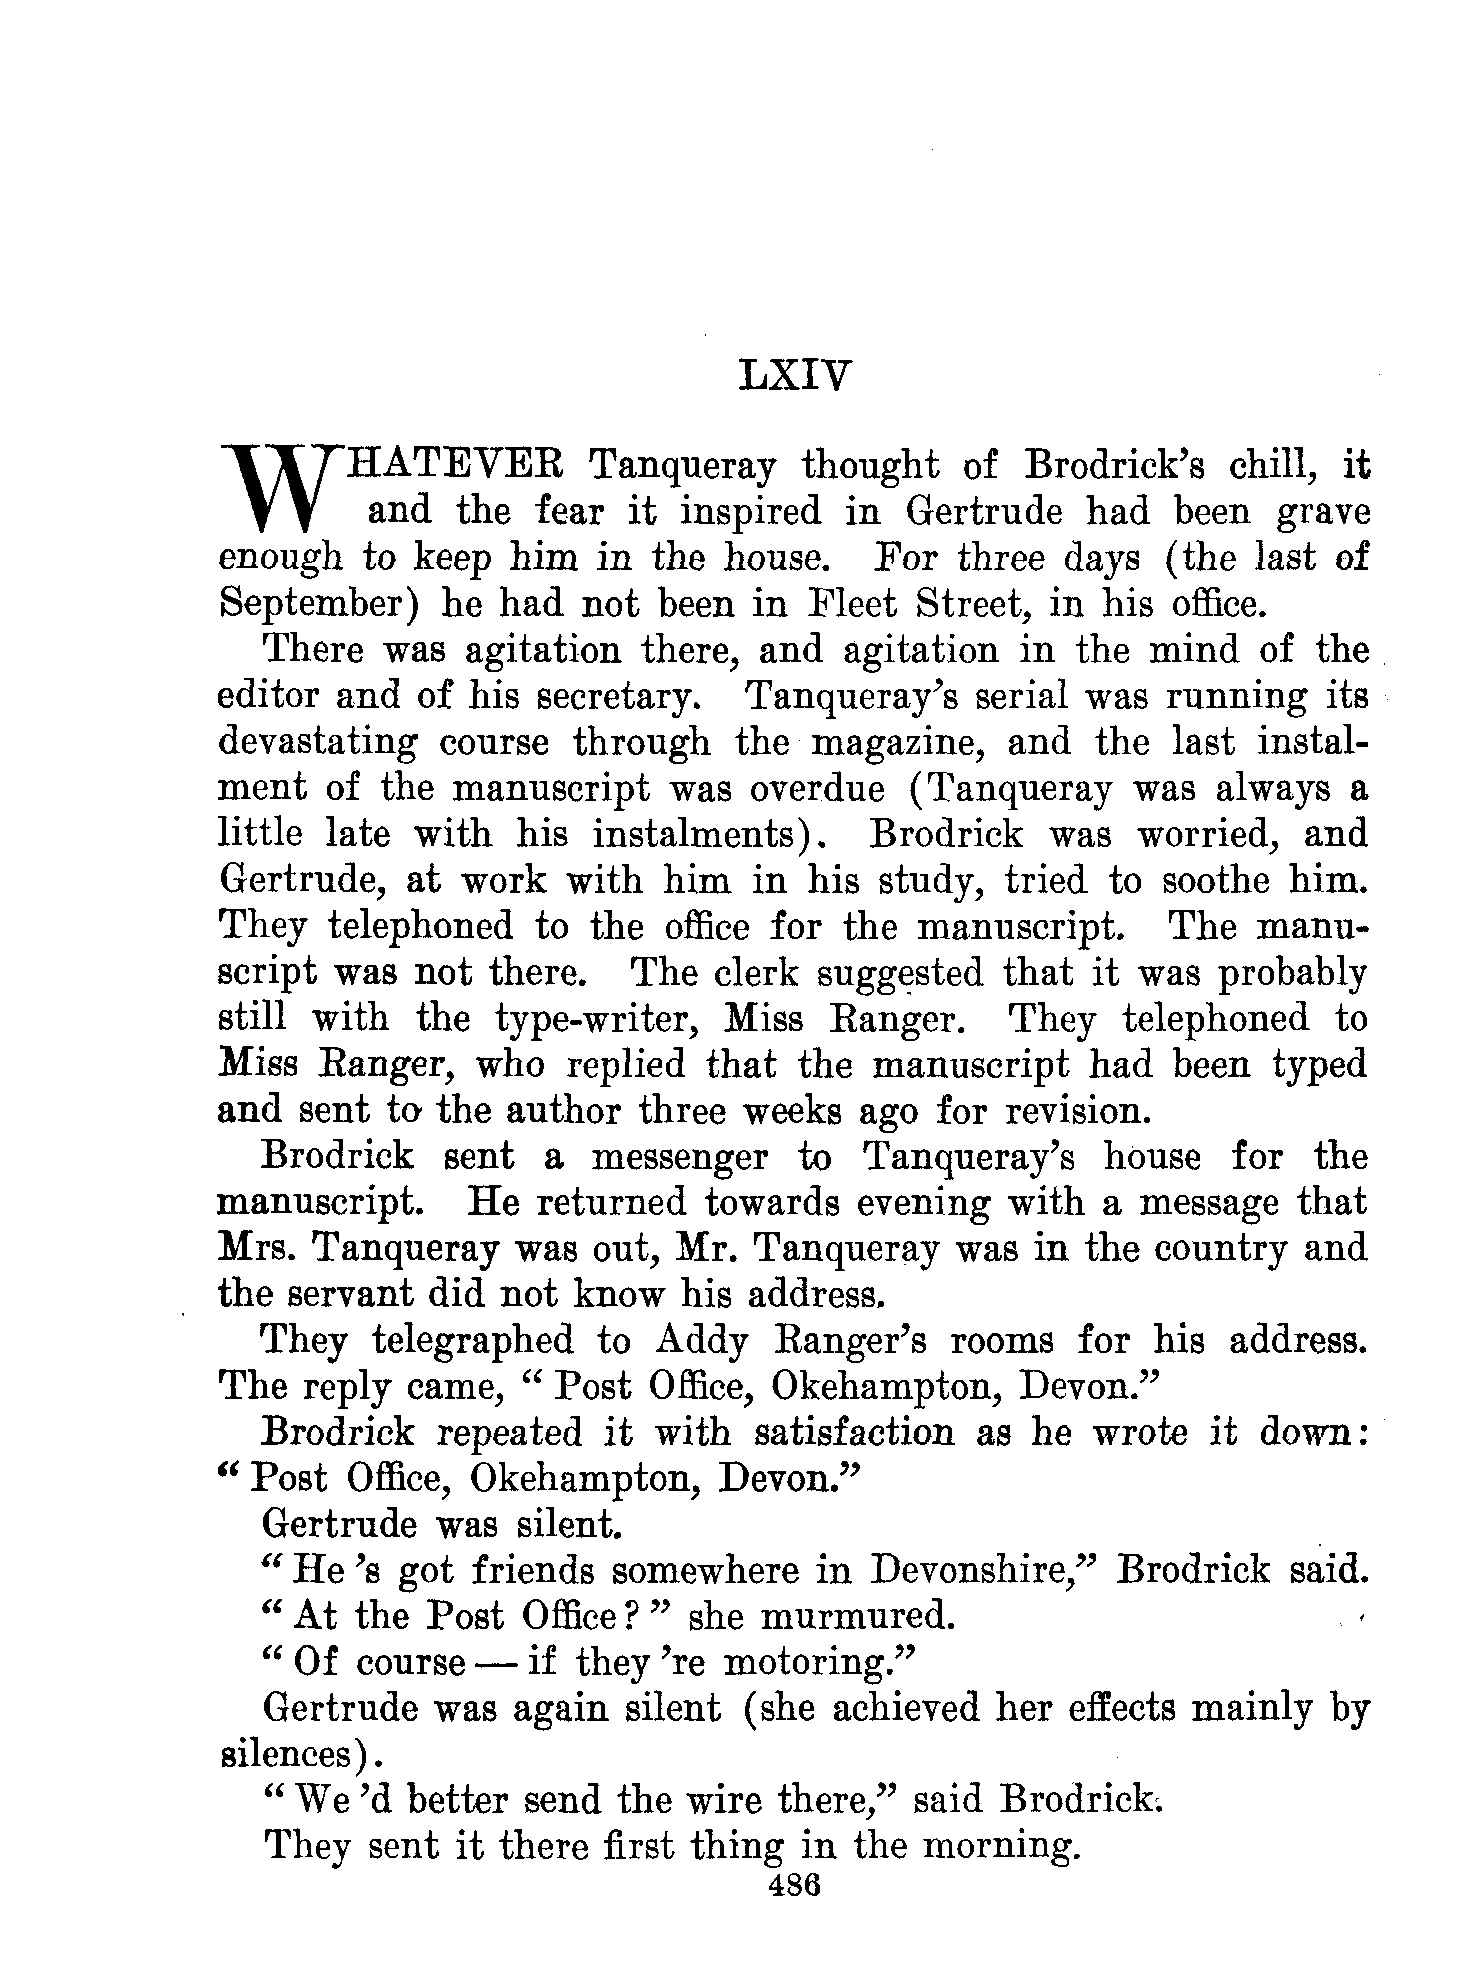 LXIV
WHATEVER Tanqueray thought of Brodrick's chill, it
and the fear it inspired in Gertrude had been grave
enough to keep him in the house. For three days (the last of
September) he had not been in Fleet Street, in his office.
There was agitation there, and agitation in the mind of the
editor and of his secretary. Tanqueray's serial was running its
devastating course through the magazine, and the last instal-
ment of the manuscript was overdue (Tanqueray was always a
little late with his instalments). Brodrick was worried, and
Gertrude, at work with him in his study, tried to soothe him.
They telephoned to the office for the manuscript. The manu-
script was not there. The clerk suggested that it was probably
still with the type-writer, Miss Ranger. They telephoned to
Miss Ranger, who replied that the manuscript had been typed
and sent to the author three weeks ago for revision.
Brodrick sent a messenger to Tanqueray's house for the
manuscript. He returned towards evening with a message that
Mrs. Tanqueray was out, Mr. Tanqueray was in the country and
the servant did not know his address.
They telegraphed to Addy Ranger's rooms for his address.
The reply came, "Post Office, Okehampton, Devon."
Brodrick repeated it with satisfaction as he wrote it down:
"Post Office, Okehampton, Devon."
Gertrude was silent.
"He 's got friends somewhere in Devonshire," Brodrick said.
"At the Post Office?" she murmured.
"Of course — if they 're motoring."
Gertrude was again silent (she achieved her effects mainly by
silences).
"We 'd better send the wire there," said Brodrick.
They sent it there first thing in the morning.
486